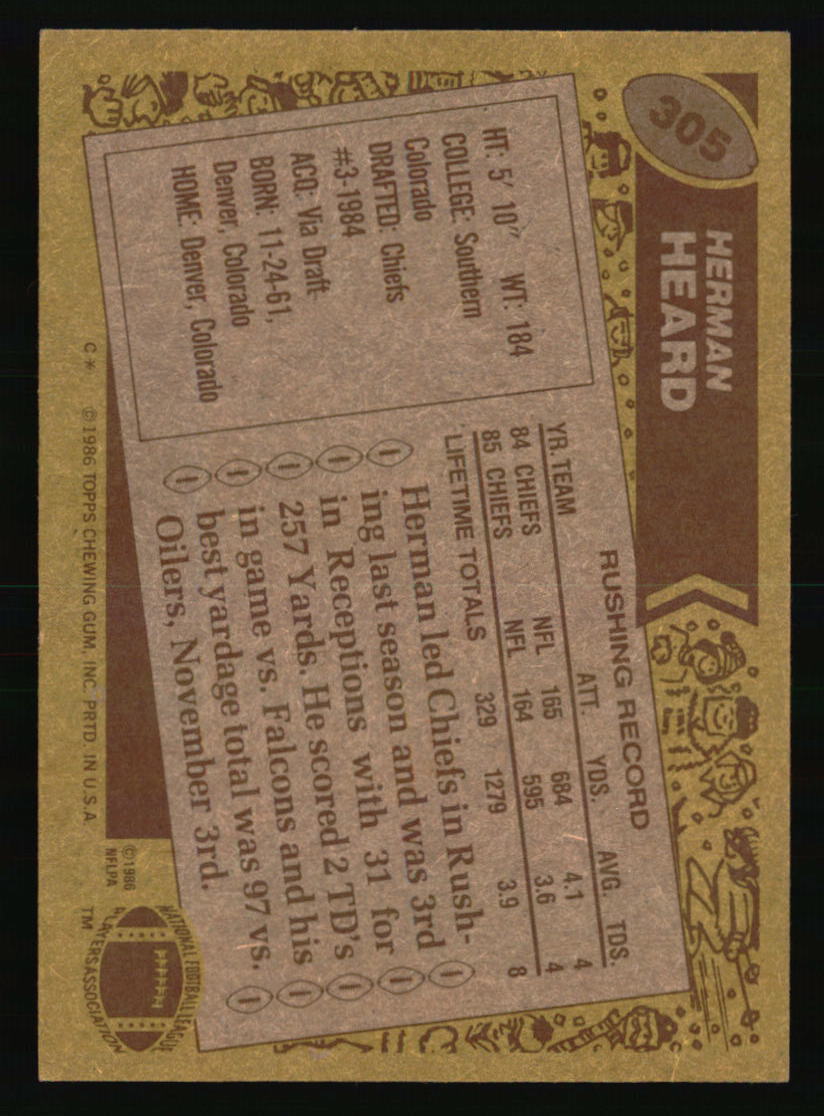 305
HERMAN
HEARD
HT: 5' 10" WT: 184
COLLEGE: Southern
Colorado
DRAFTED: Chiefs
#3-1984
ACQ: Via Draft
BORN: 11-24-61,
Denver, Colorado
HOME: Denver, Colorado
RUSHING RECORD
YR. TEAM ATT. YDS. AVG. TDS.
84 CHIEFS NFL 165 684 4.1 4
85 CHIEFS NFL 164 595 3.6 4
LIFETIME TOTALS 329 1279 3.9 8
Herman led Chiefs in Rush-
ing last season and was 3rd
in Receptions with 31 for
257 Yards. He scored 2 TD's
in game vs. Falcons and his
best yardage total was 97 vs.
Oilers, November 3rd.
C* ©1986 TOPPS CHEWING GUM, INC. PRTD. IN U.S.A.
©1986
NFLPA
NATIONAL FOOTBALL LEAGUE
PLAYERS ASSOCIATION
TM